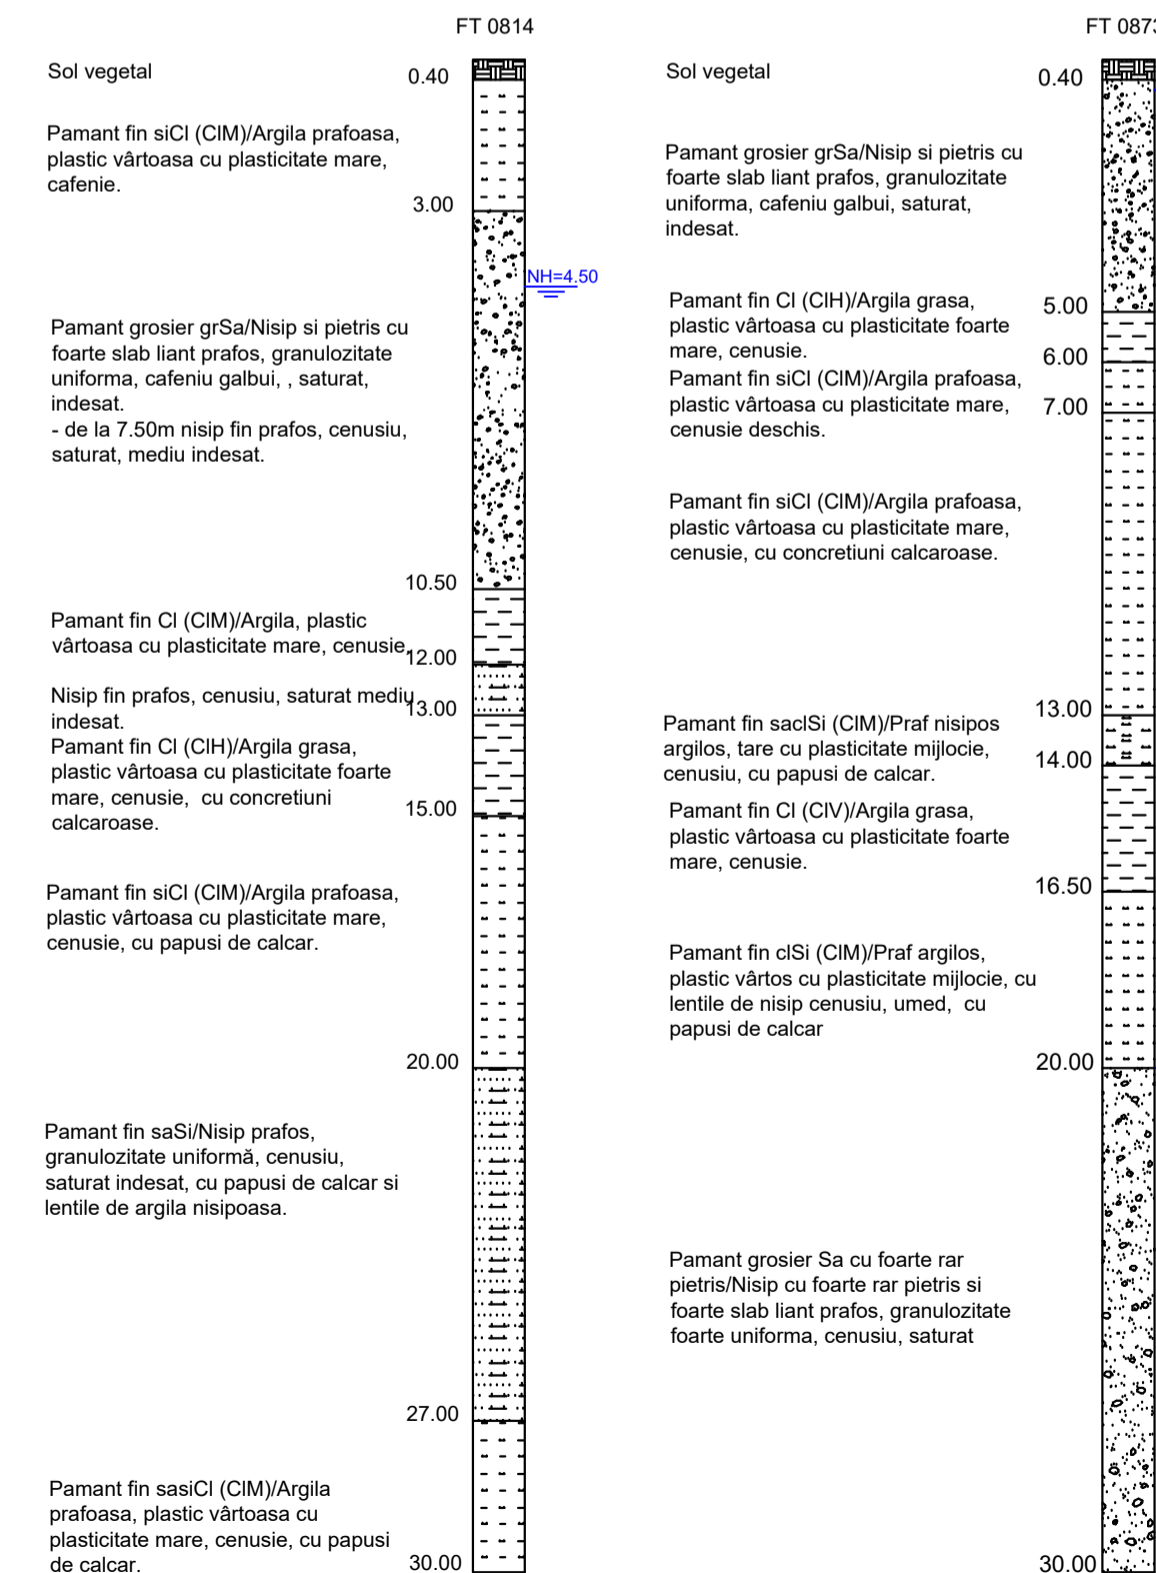 FT 0814
Sol vegetal
0.40
Pamant fin siCl (ClM)/Argila prafoasa,
plastic vârtoasa cu plasticitate mare,
cafenie.
3.00
NH=4.50
Pamant grosier grSa/Nisip si pietris cu
foarte slab liant prafos, granulozitate
uniforma, cafeniu galbui, , saturat,
indesat.
- de la 7.50m nisip fin prafos, cenusiu,
saturat, mediu indesat.
10.50
Pamant fin Cl (ClM)/Argila, plastic
vârtoasa cu plasticitate mare, cenusie.
12.00
Nisip fin prafos, cenusiu, saturat mediu
indesat.
13.00
Pamant fin Cl (ClH)/Argila grasa,
plastic vârtoasa cu plasticitate foarte
mare, cenusie, cu concretiuni
calcaroase.
15.00
Pamant fin siCl (ClM)/Argila prafoasa,
plastic vârtoasa cu plasticitate mare,
cenusie, cu papusi de calcar.
20.00
Pamant fin saSi/Nisip prafos,
granulozitate uniformă, cenusiu,
saturat indesat, cu papusi de calcar si
lentile de argila nisipoasa.
27.00
Pamant fin sasiCl (ClM)/Argila
prafoasa, plastic vârtoasa cu
plasticitate mare, cenusie, cu papusi
de calcar.
30.00
FT 087
Sol vegetal
0.40
Pamant grosier grSa/Nisip si pietris cu
foarte slab liant prafos, granulozitate
uniforma, cafeniu galbui, saturat,
indesat.
5.00
Pamant fin Cl (ClH)/Argila grasa,
plastic vârtoasa cu plasticitate foarte
mare, cenusie.
6.00
Pamant fin siCl (ClM)/Argila prafoasa,
plastic vârtoasa cu plasticitate mare,
cenusie deschis.
7.00
Pamant fin siCl (ClM)/Argila prafoasa,
plastic vârtoasa cu plasticitate mare,
cenusie, cu concretiuni calcaroase.
13.00
Pamant fin saclSi (ClM)/Praf nisipos
argilos, tare cu plasticitate mijlocie,
cenusiu, cu papusi de calcar.
14.00
Pamant fin Cl (ClV)/Argila grasa,
plastic vârtoasa cu plasticitate foarte
mare, cenusie.
16.50
Pamant fin clSi (ClM)/Praf argilos,
plastic vârtos cu plasticitate mijlocie, cu
lentile de nisip cenusiu, umed, cu
papusi de calcar
20.00
Pamant grosier Sa cu foarte rar
pietris/Nisip cu foarte rar pietris si
foarte slab liant prafos, granulozitate
foarte uniforma, cenusiu, saturat
30.00